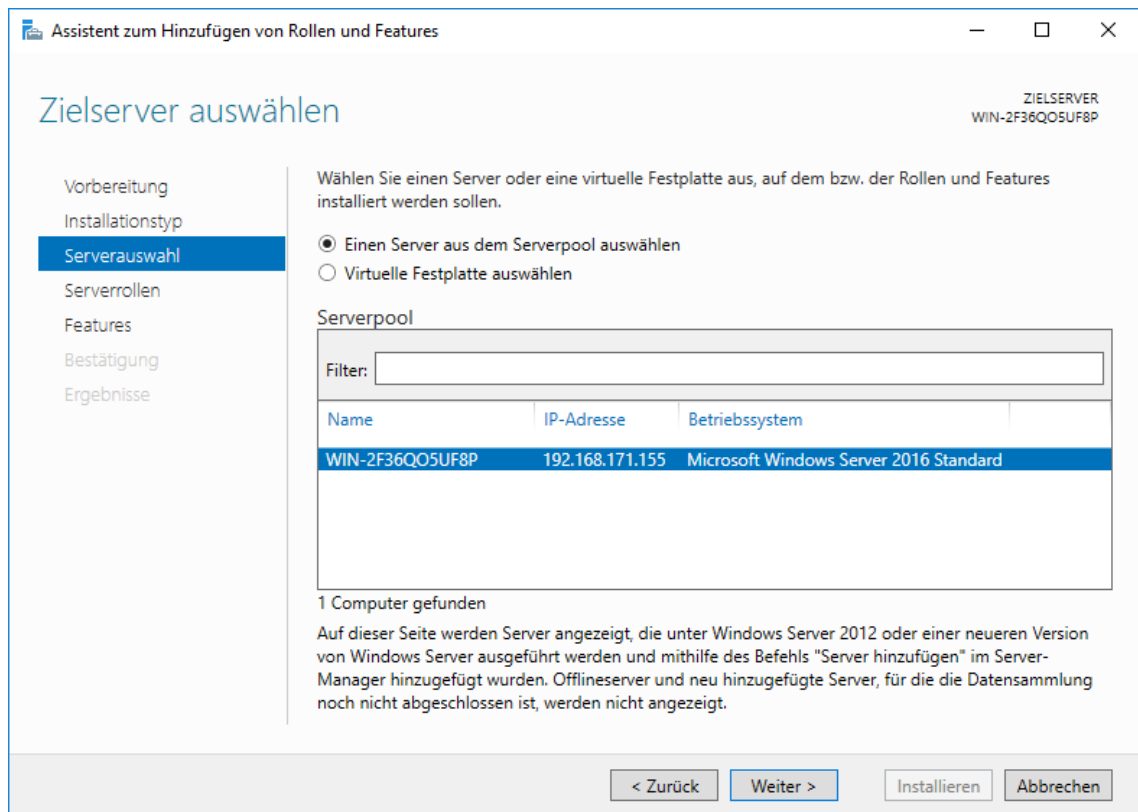 Assistent zum Hinzufügen von Rollen und Features
Zielserver auswählen
ZIELSERVER
WIN-2F36QO5UF8P
Vorbereitung
Installationstyp
Serverauswahl
Serverrollen
Features
Bestätigung
Ergebnisse
Wählen Sie einen Server oder eine virtuelle Festplatte aus, auf dem bzw. der Rollen und Features
installiert werden sollen.
Einen Server aus dem Serverpool auswählen
Virtuelle Festplatte auswählen
Serverpool
Filter:
Name IP-Adresse Betriebssystem
WIN-2F36QO5UF8P 192.168.171.155 Microsoft Windows Server 2016 Standard
1 Computer gefunden
Auf dieser Seite werden Server angezeigt, die unter Windows Server 2012 oder einer neueren Version
von Windows Server ausgeführt werden und mithilfe des Befehls "Server hinzufügen" im Server-
Manager hinzugefügt wurden. Offlineserver und neu hinzugefügte Server, für die die Datensammlung
noch nicht abgeschlossen ist, werden nicht angezeigt.
< Zurück Weiter > Installieren Abbrechen